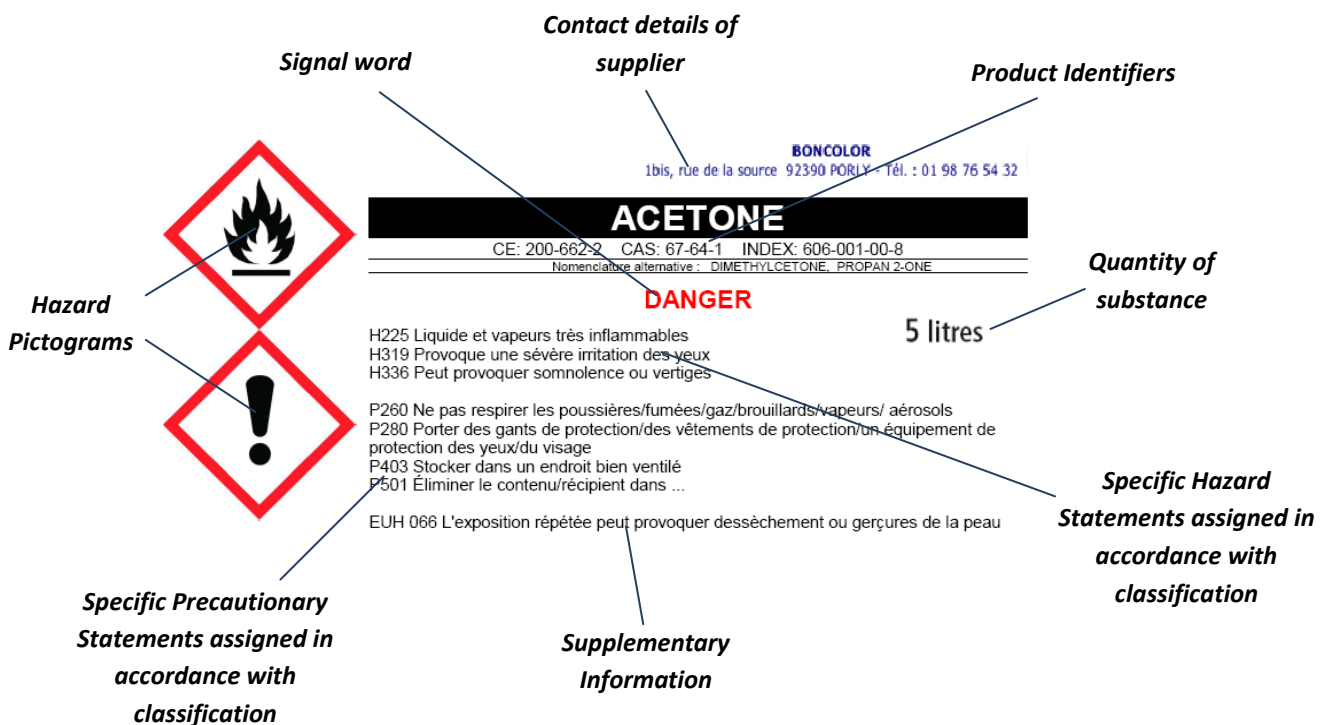 Contact details of
supplier
Signal word
Product Identifiers
BONCOLOR
1bis, rue de la source 92390 PORLY - Tél. : 01 98 76 54 32
ACETONE
CE: 200-662-2 CAS: 67-64-1 INDEX: 606-001-00-8
Nomenclature alternative : DIMETHYLCETONE, PROPAN 2-ONE
DANGER
Quantity of
substance
5 litres
Hazard
Pictograms
H225 Liquide et vapeurs très inflammables
H319 Provoque une sévère irritation des yeux
H336 Peut provoquer somnolence ou vertiges
P260 Ne pas respirer les poussières/fumées/gaz/brouillards/vapeurs/ aérosols
P280 Porter des gants de protection/des vêtements de protection/un équipement de
protection des yeux/du visage
P403 Stocker dans un endroit bien ventilé
P501 Éliminer le contenu/récipient dans ...
EUH 066 L'exposition répétée peut provoquer dessèchement ou gerçures de la peau
Specific Hazard
Statements assigned in
accordance with
classification
Specific Precautionary
Statements assigned in
accordance with
classification
Supplementary
Information